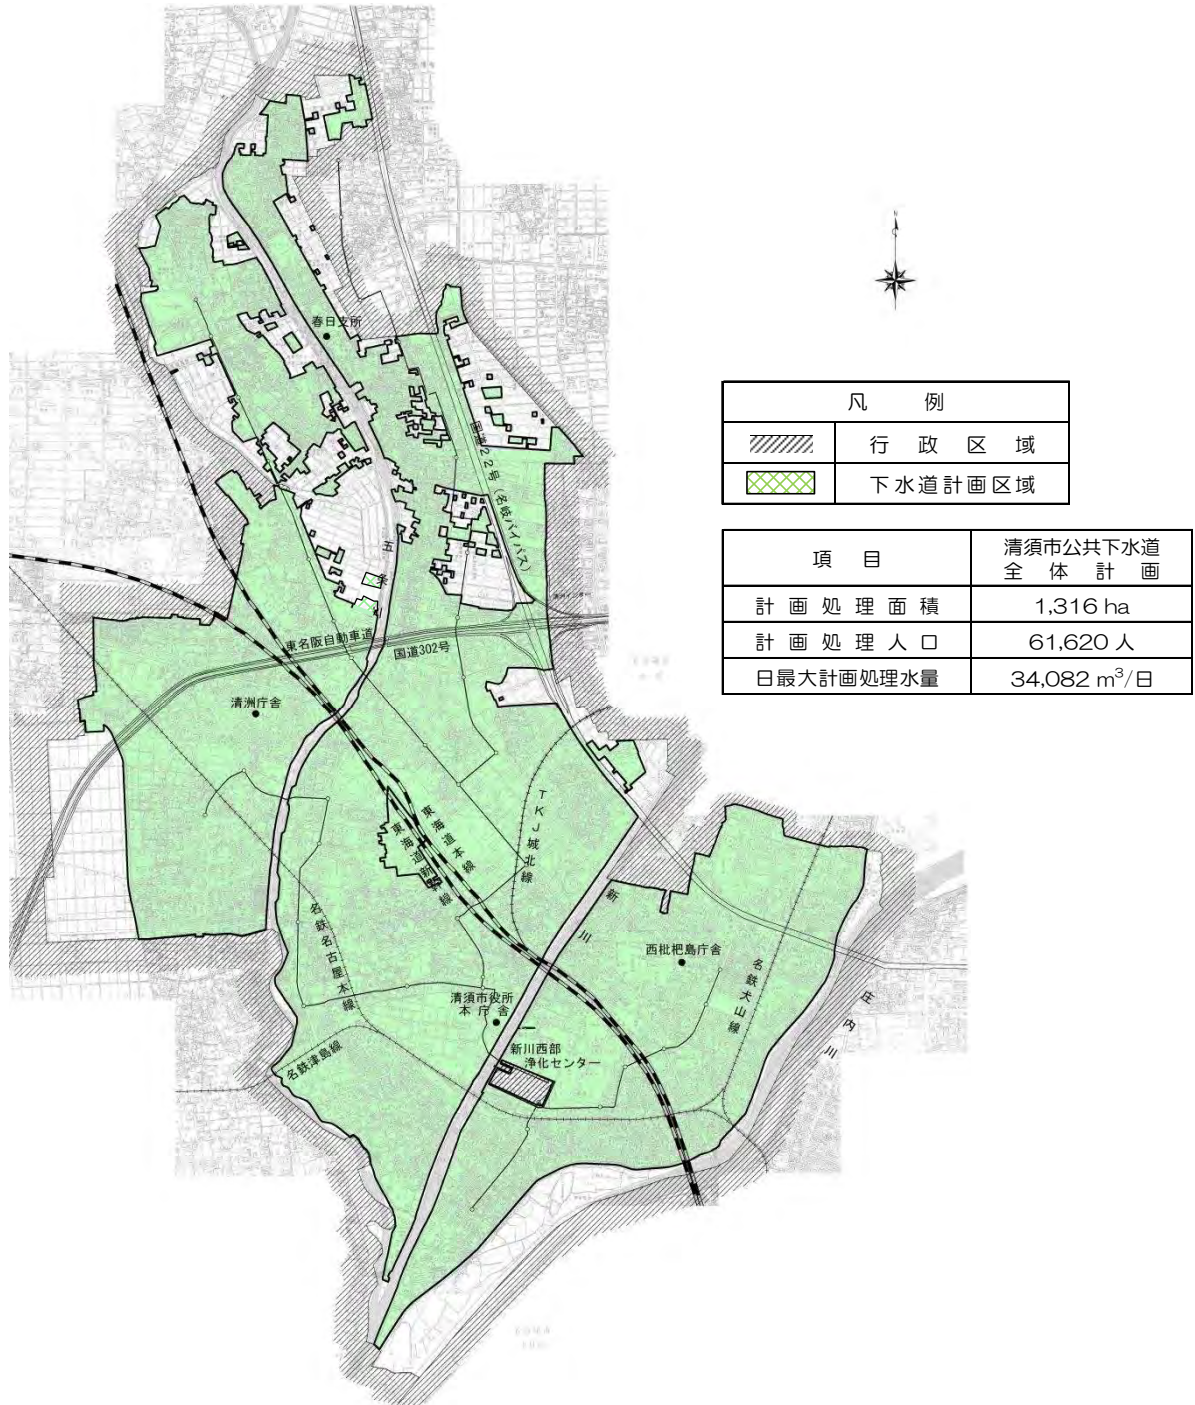 N
春日支所
国道22号(名岐バイパス)
五条川
東名阪自動車道
国道302号
清洲庁舎
東海道本線
東海道新幹線
TKJ城北線
新川
名鉄名古屋本線
西枇杷島庁舎
名鉄犬山線
庄内川
清須市役所
本庁舎
新川西部
浄化センター
名鉄津島線
凡 例
行政区域
下水道計画区域
項 目
清須市公共下水道
全体計画
計画処理面積
1,316 ha
計画処理人口
61,620 人
日最大計画処理水量
34,082 m³/日